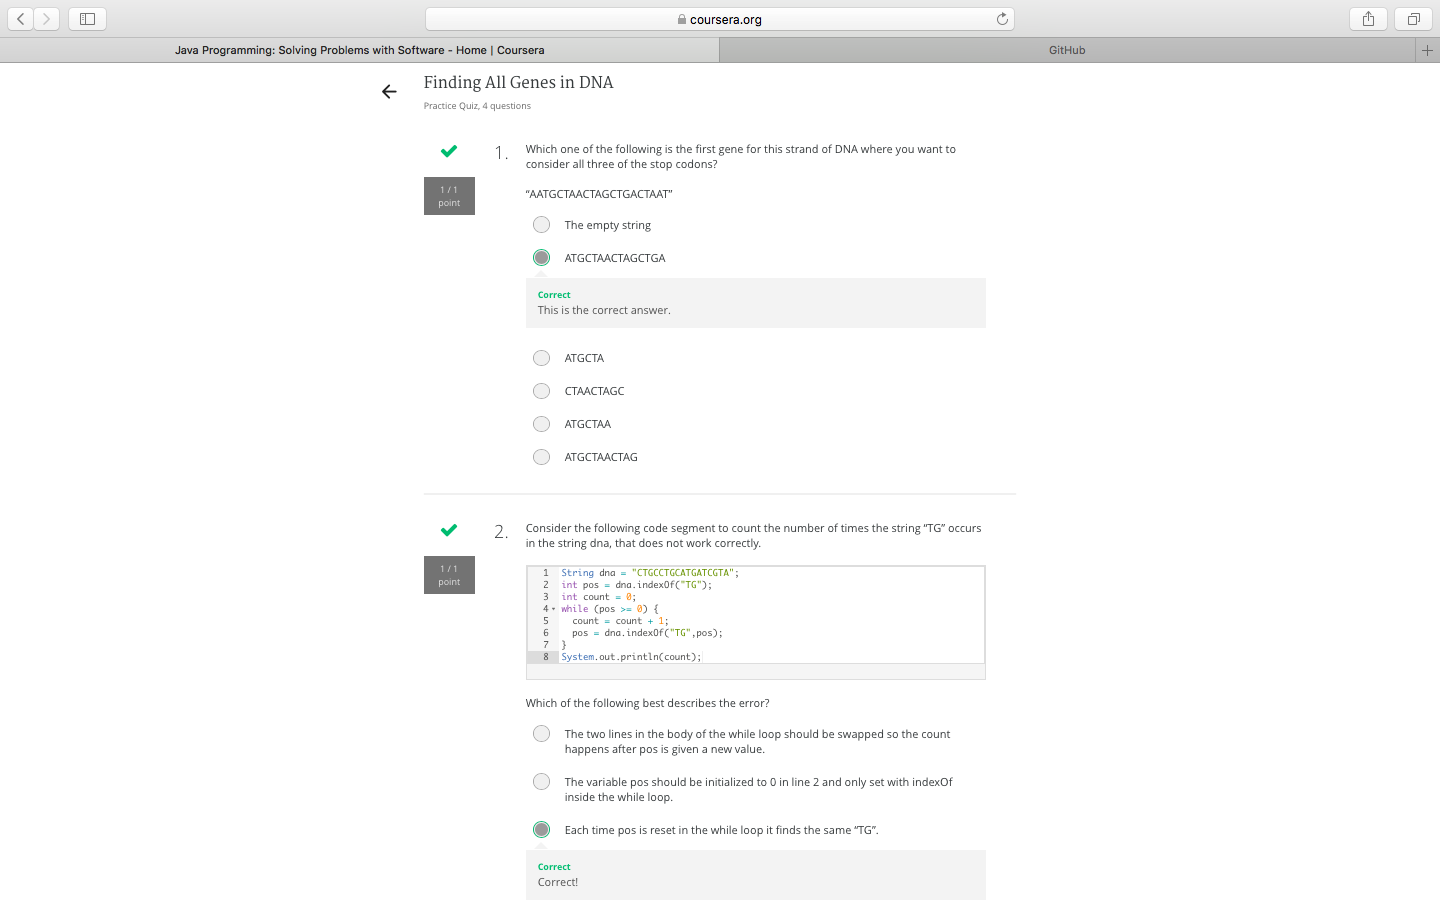 coursera.org
Java Programming: Solving Problems with Software - Home | Coursera
GitHub
Finding All Genes in DNA
Practice Quiz, 4 questions
1 / 1
point
1.
Which one of the following is the first gene for this strand of DNA where you want to
consider all three of the stop codons?
“AATGCTAACTAGCTGACTAAT”
The empty string
ATGCTAACTAGCTGA
Correct
This is the correct answer.
ATGCTA
CTAACTAGC
ATGCTAA
ATGCTAACTAG
1 / 1
point
2.
Consider the following code segment to count the number of times the string “TG” occurs
in the string dna, that does not work correctly.
1 String dna = "CTGCCTGCATGATCGTA";
2 int pos = dna.indexOf("TG");
3 int count = 0;
4 while (pos >= 0) {
5 count = count + 1;
6 pos = dna.indexOf("TG",pos);
7 }
8 System.out.println(count);
Which of the following best describes the error?
The two lines in the body of the while loop should be swapped so the count
happens after pos is given a new value.
The variable pos should be initialized to 0 in line 2 and only set with indexOf
inside the while loop.
Each time pos is reset in the while loop it finds the same “TG”.
Correct
Correct!